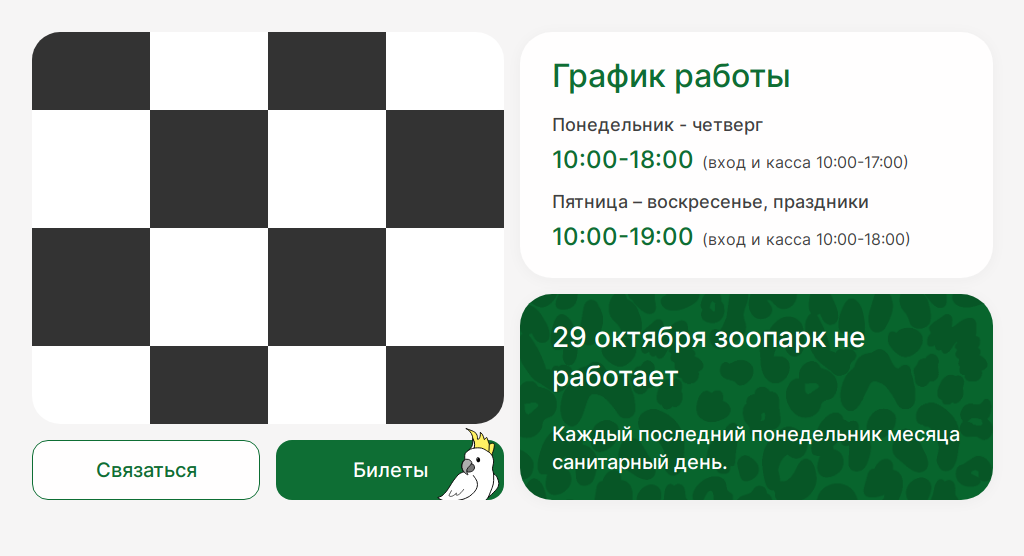 График работы
Понедельник - четверг
10:00-18:00 (вход и касса 10:00-17:00)
Пятница – воскресенье, праздники
10:00-19:00 (вход и касса 10:00-18:00)
29 октября зоопарк не
работает
Каждый последний понедельник месяца
санитарный день.
Связаться
Билеты